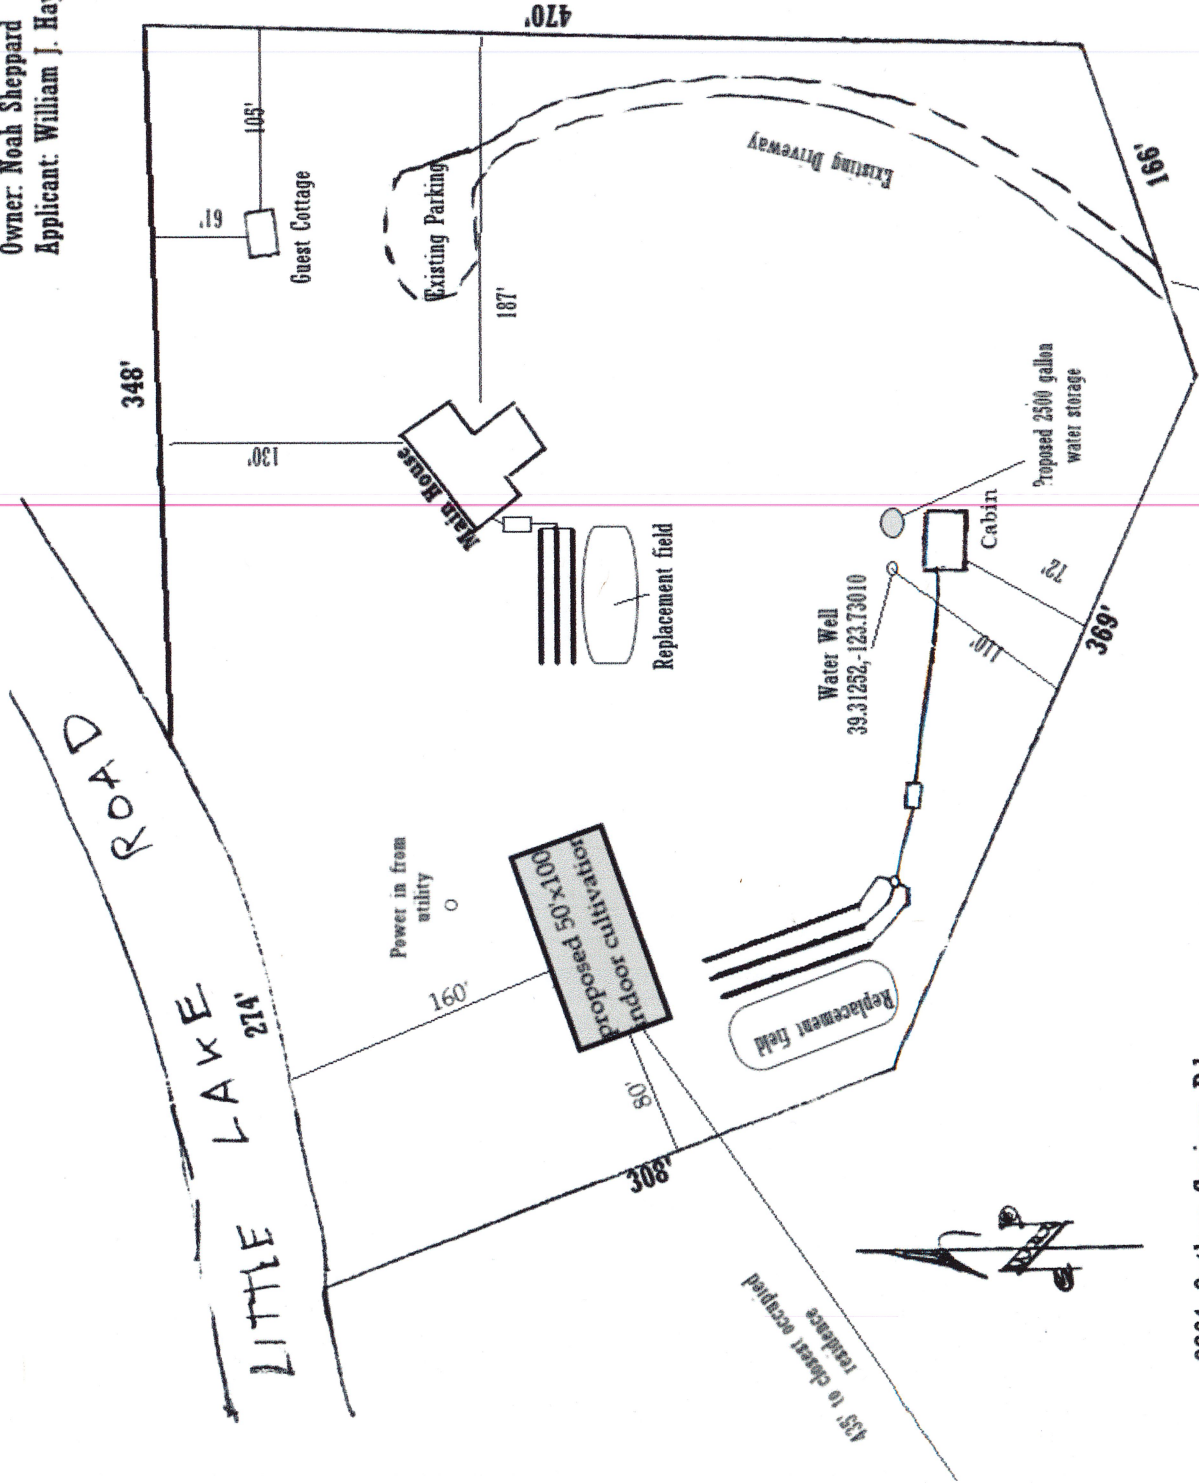 Owner: Noah Sheppard
Applicant: William J.
470'
348'
105'
61'
Guest Cottage
Existing Parking
Existing Driveway
166'
187'
130'
Main House
Replacement field
Proposed 2500 gallon
water storage
Cabin
Water Well
39.31252,-123.73010
72'
110'
369'
LITTLE LAKE ROAD
274'
Power in from
utility
160'
proposed 50'x100'
indoor cultivation
80'
308'
Replacement field
435' to closest occupied
residence
N